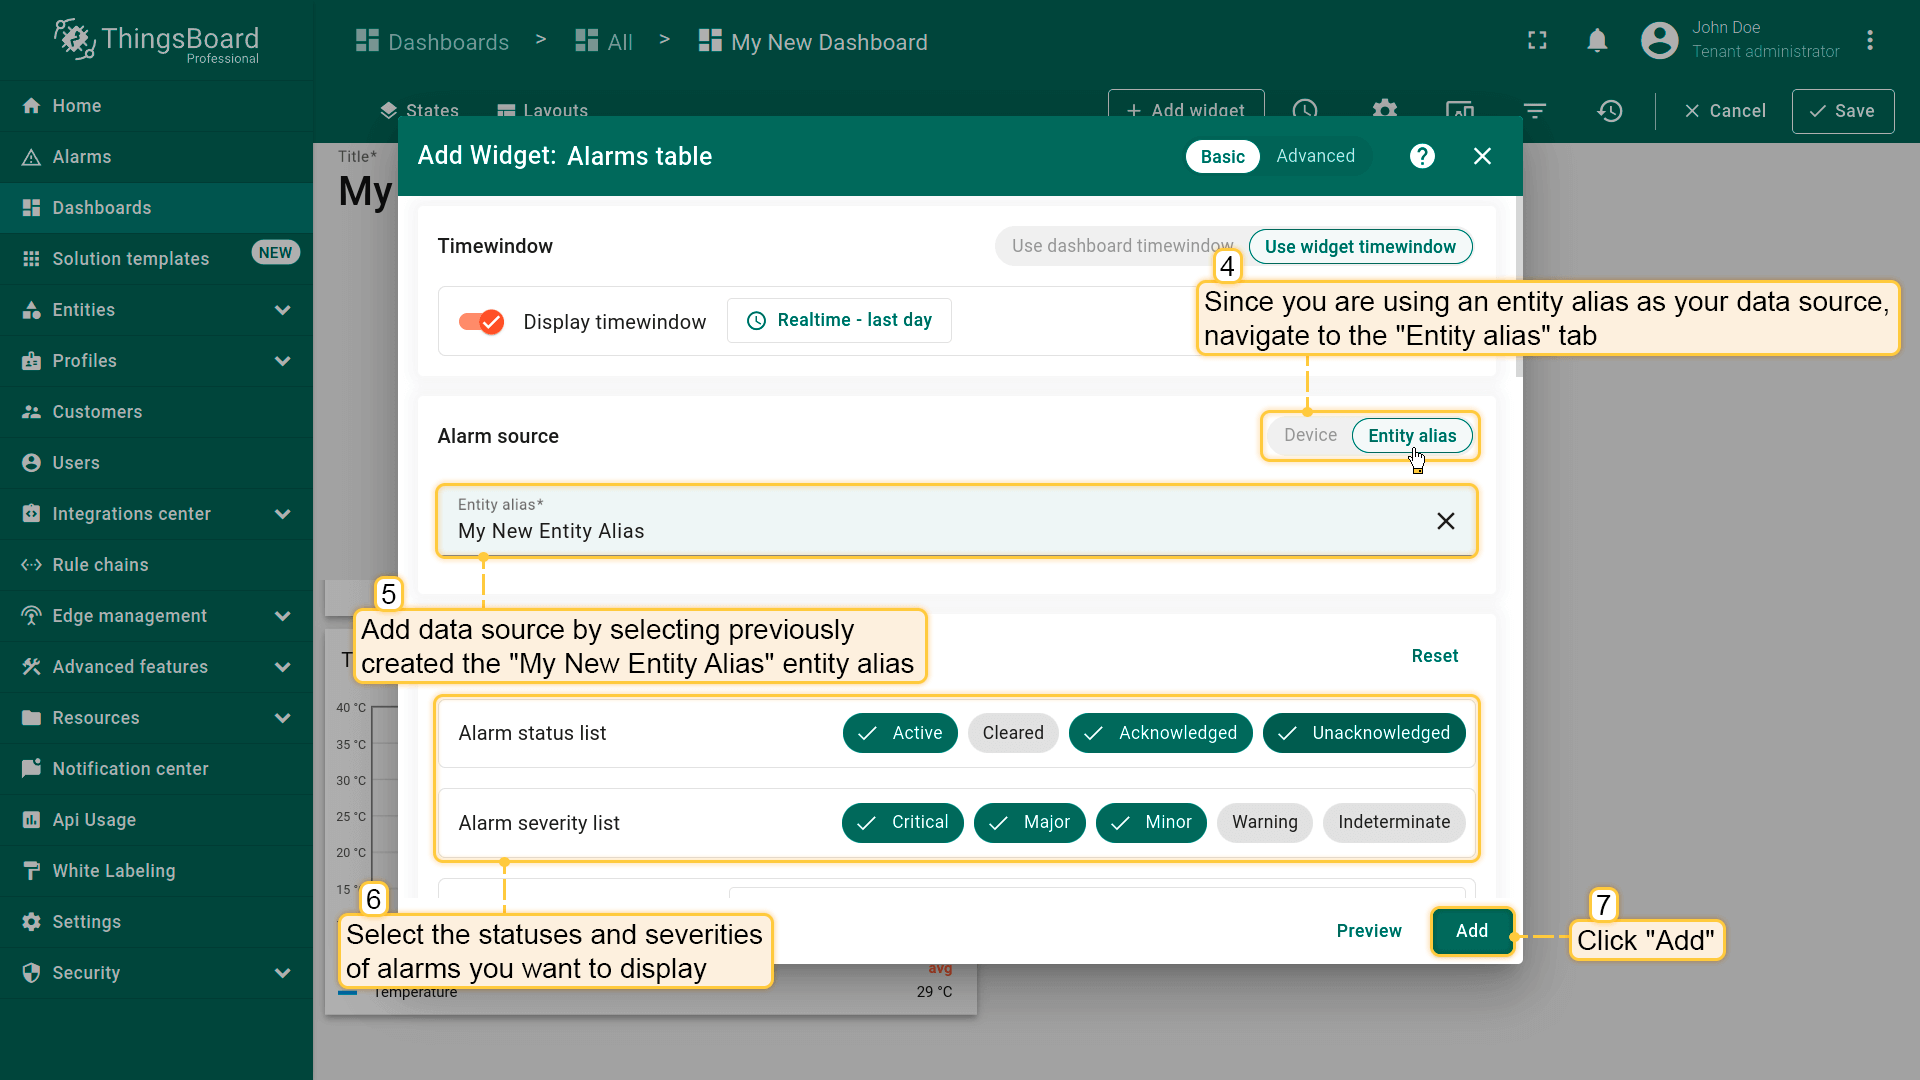 ThingsBoard
Professional
Dashboards > All > My New Dashboard
John Doe
Tenant administrator
Home
Alarms
Dashboards
Solution templates NEW
Entities
Profiles
Customers
Users
Integrations center
Rule chains
Edge management
Advanced features
Resources
Notification center
Api Usage
White Labeling
Settings
Security
States Layouts + Add widget Cancel Save
Title*
My
Add Widget: Alarms table
Basic Advanced
Timewindow
Use dashboard timewindow Use widget timewindow
Display timewindow Realtime - last day
4
Since you are using an entity alias as your data source,
navigate to the "Entity alias" tab
Alarm source
Device Entity alias
Entity alias*
My New Entity Alias
5
Add data source by selecting previously
created the "My New Entity Alias" entity alias
Reset
T
40 °C
35 °C
30 °C
25 °C
20 °C
15 °
Alarm status list Active Cleared Acknowledged Unacknowledged
Alarm severity list Critical Major Minor Warning Indeterminate
6
Select the statuses and severities
of alarms you want to display
Preview Add
7
Click "Add"
avg
Temperature 29 °C